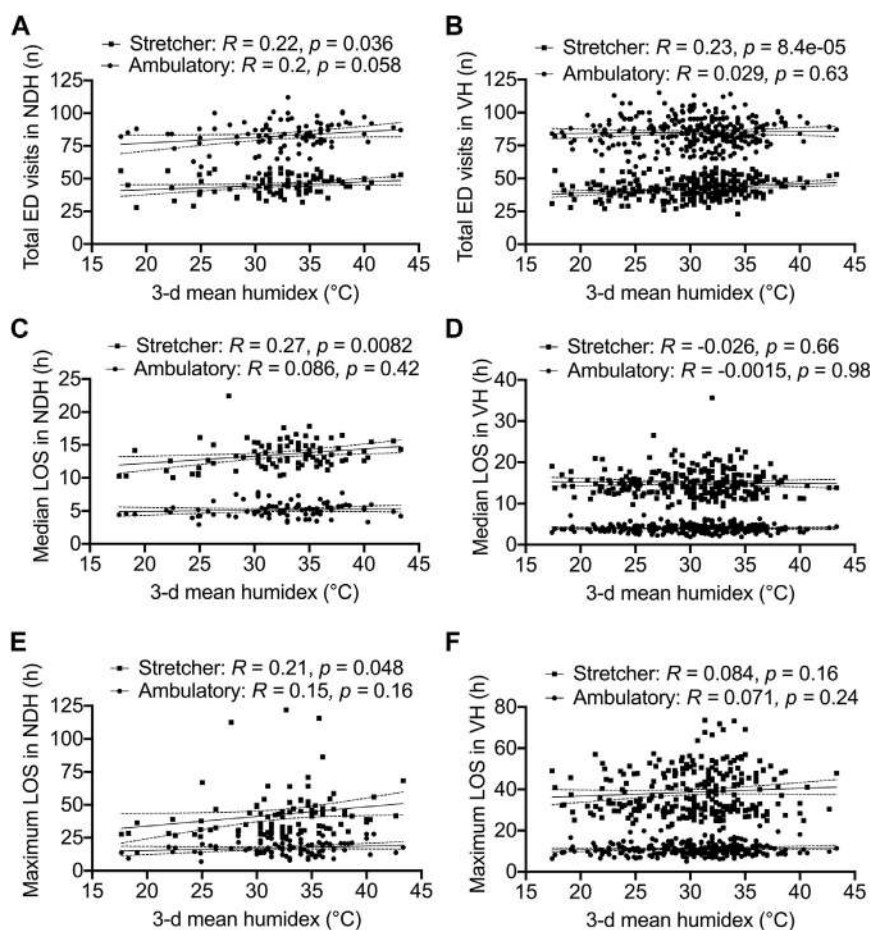 A
Stretcher: R = 0.22, p = 0.036
Ambulatory: R = 0.2, p = 0.058
Total ED visits in NDH (n)
125
100
75
50
25
0
15 20 25 30 35 40 45
3-d mean humidex (°C)
B
Stretcher: R = 0.23, p = 8.4e-05
Ambulatory: R = 0.029, p = 0.63
Total ED visits in VH (n)
125
100
75
50
25
0
15 20 25 30 35 40 45
3-d mean humidex (°C)
C
Stretcher: R = 0.27, p = 0.0082
Ambulatory: R = 0.086, p = 0.42
Median LOS in NDH (h)
25
20
15
10
5
0
15 20 25 30 35 40 45
3-d mean humidex (°C)
D
Stretcher: R = -0.026, p = 0.66
Ambulatory: R = -0.0015, p = 0.98
Median LOS in VH (h)
40
30
20
10
0
15 20 25 30 35 40 45
3-d mean humidex (°C)
E
Stretcher: R = 0.21, p = 0.048
Ambulatory: R = 0.15, p = 0.16
Maximum LOS in NDH (h)
125
100
75
50
25
0
15 20 25 30 35 40 45
3-d mean humidex (°C)
F
Stretcher: R = 0.084, p = 0.16
Ambulatory: R = 0.071, p = 0.24
Maximum LOS in VH (h)
80
60
40
20
0
15 20 25 30 35 40 45
3-d mean humidex (°C)